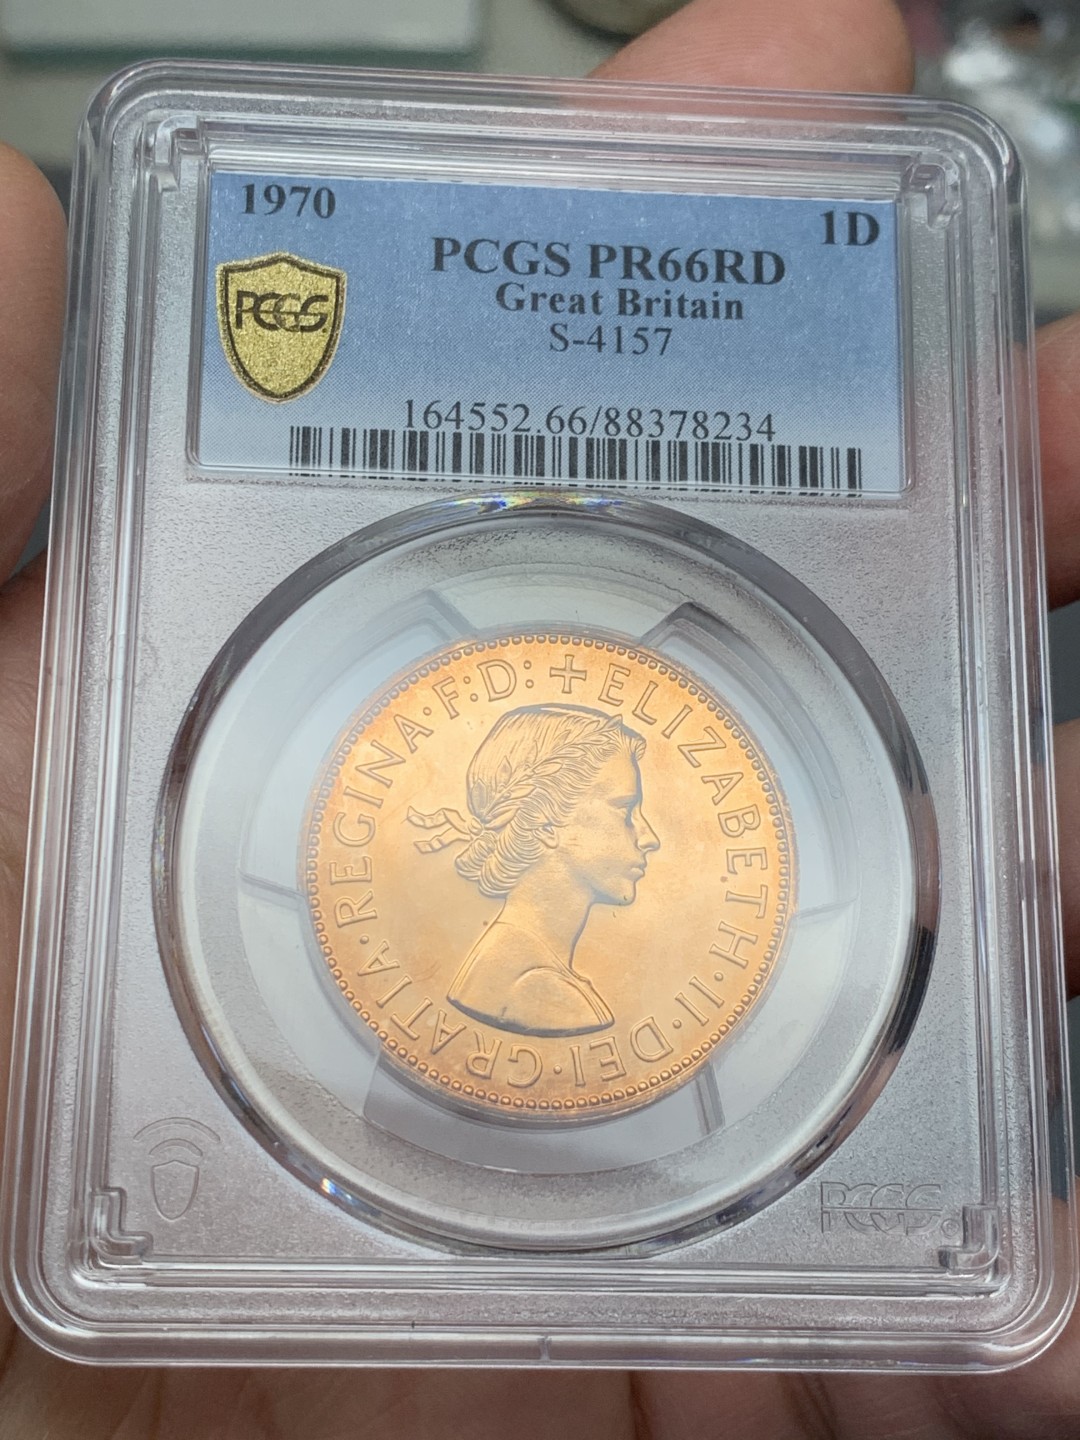 1970 1D
PCGS PR66RD
Great Britain
S-4157
PCGS
164552.66/88378234
+ELIZABETH·II·DEI·GRATIA·REGINA·F:D:
PCGS